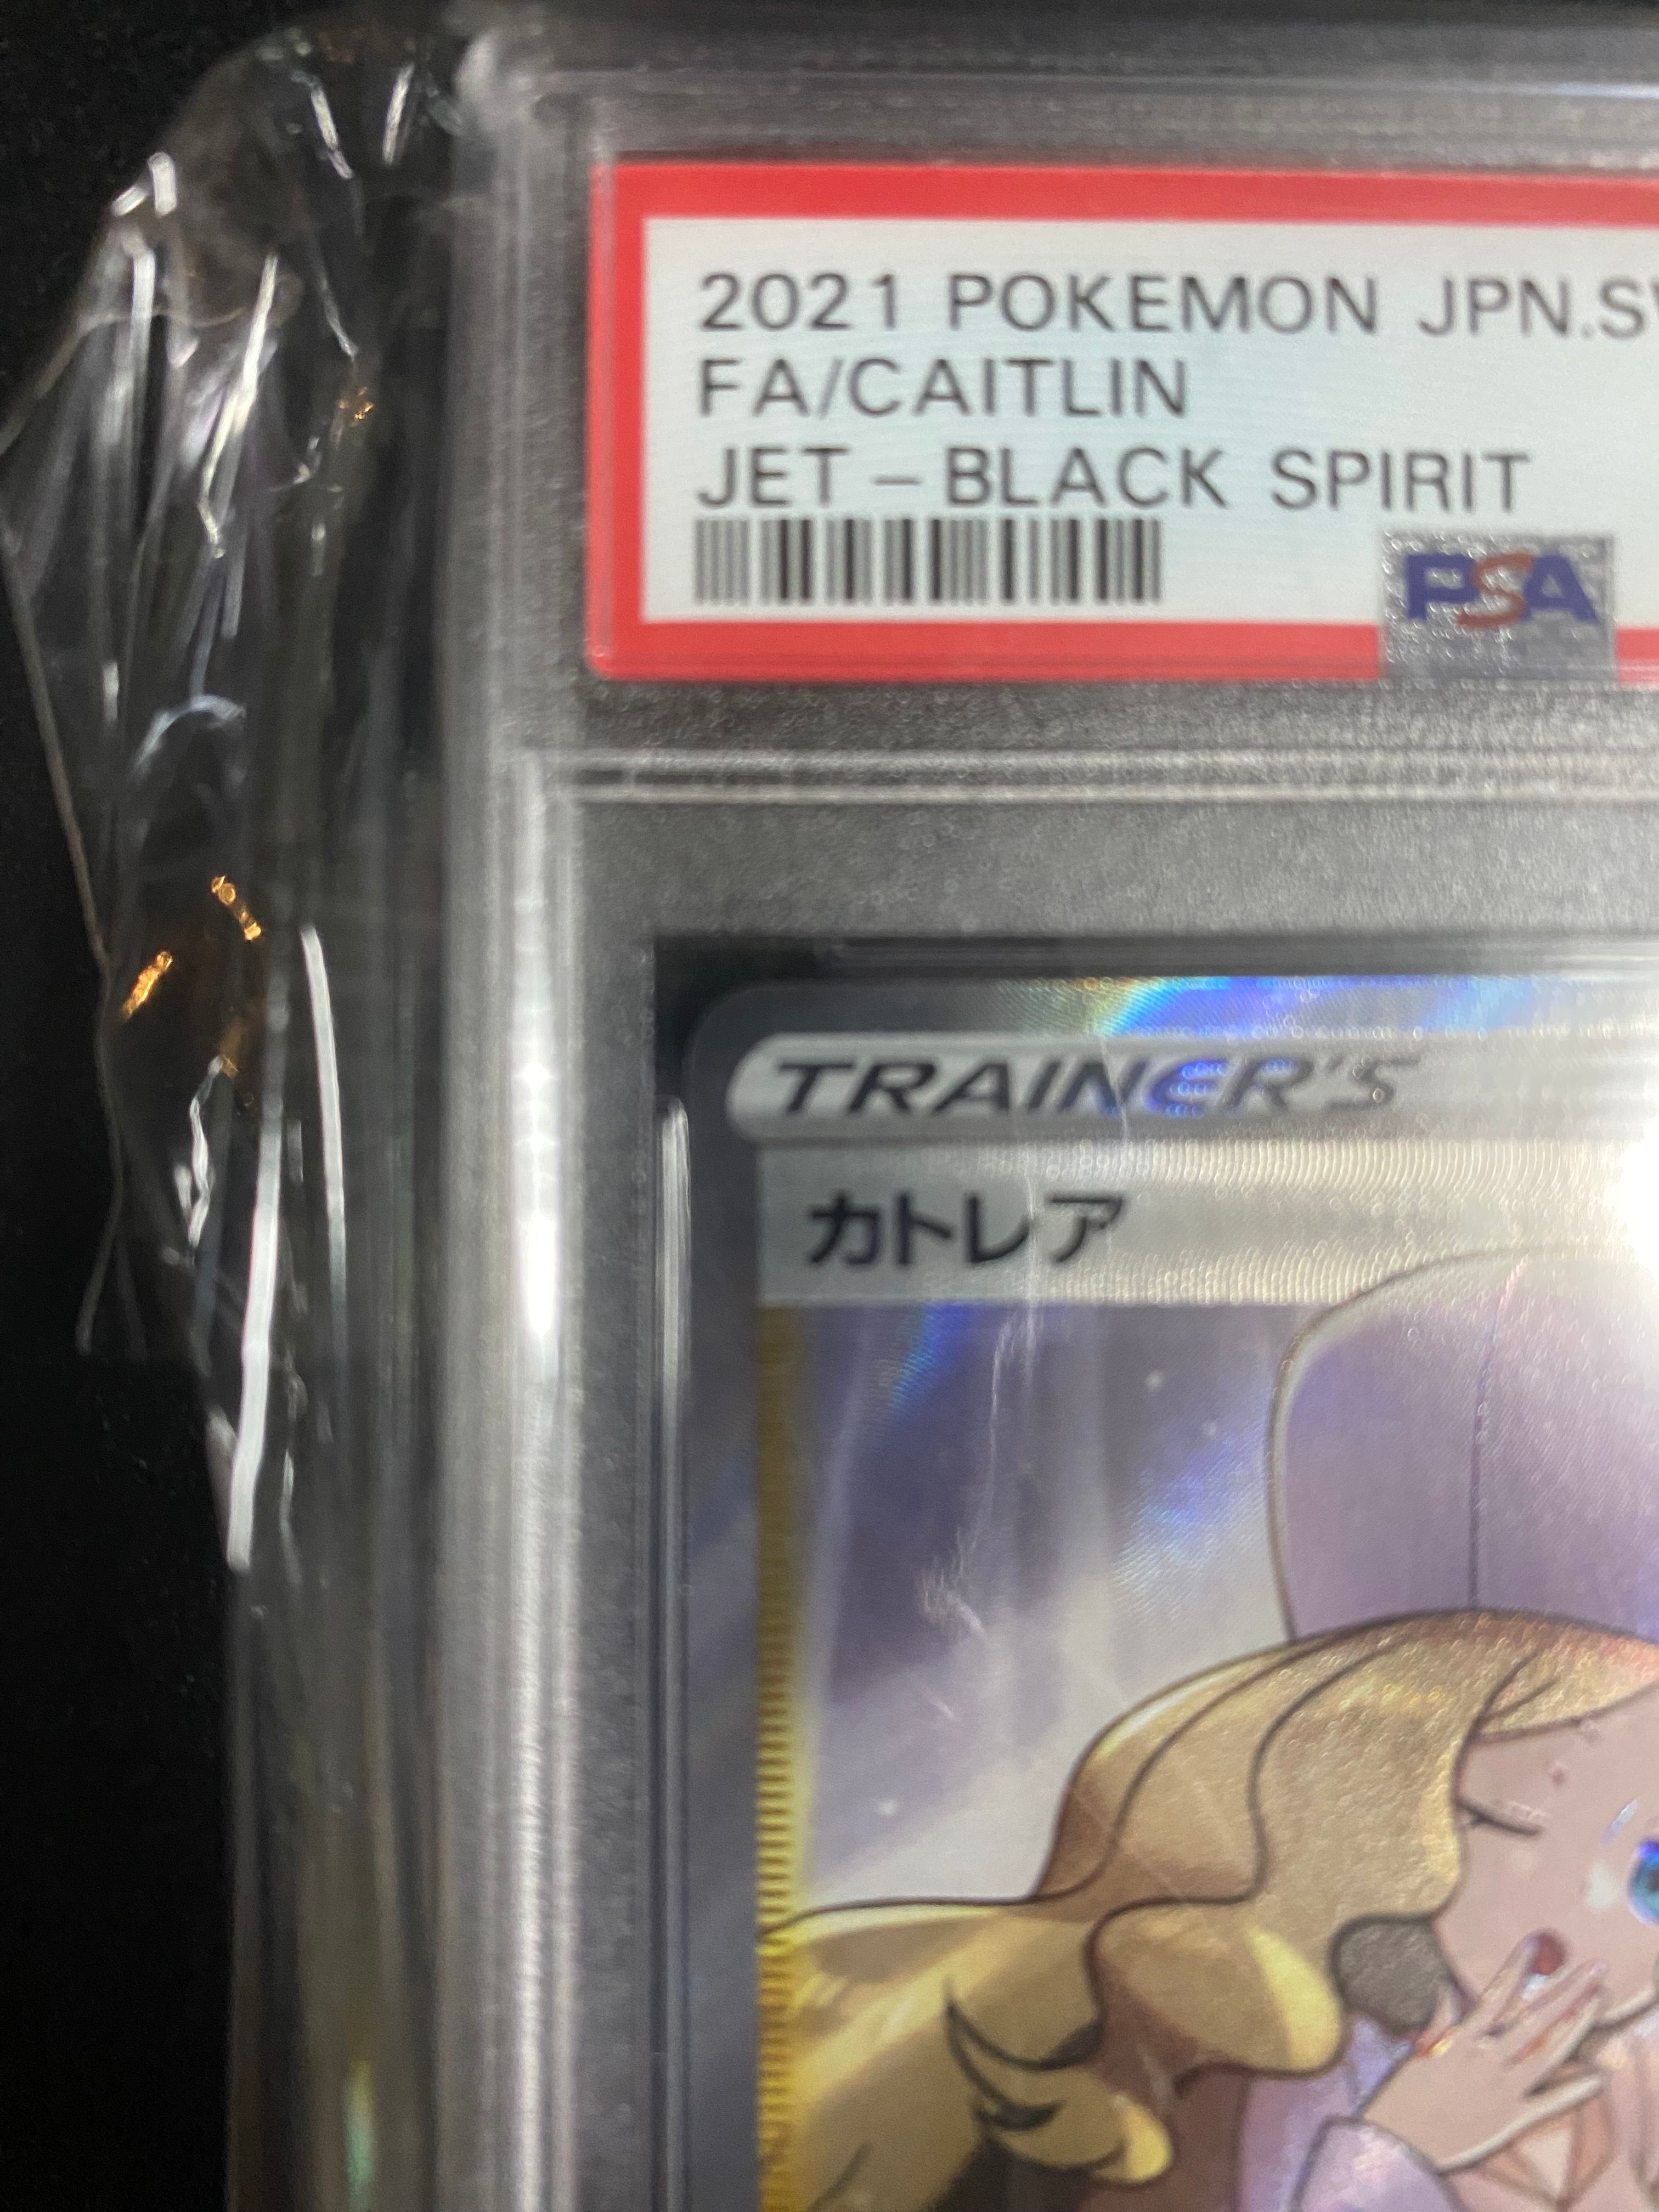 2021 POKEMON JPN.SW
FA/CAITLIN
JET-BLACK SPIRIT
PSA
TRAINER'S
カトレア